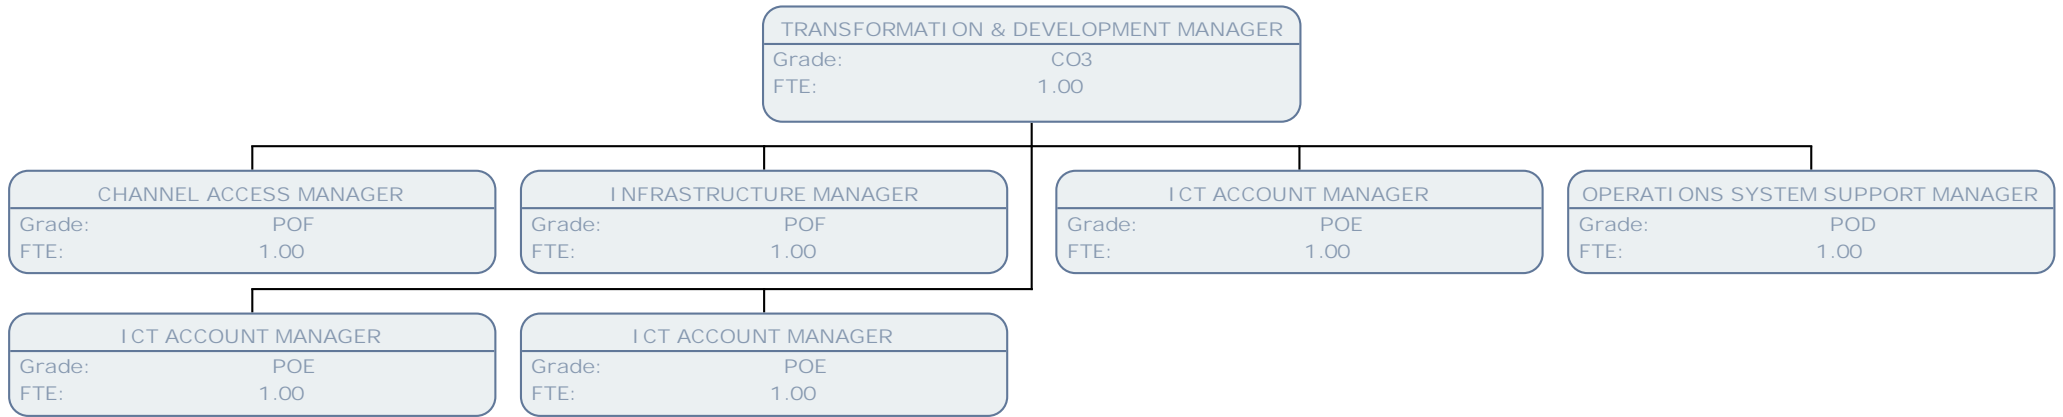 TRANSFORMATION & DEVELOPMENT MANAGER
Grade: CO3
FTE: 1.00
CHANNEL ACCESS MANAGER
Grade: POF
FTE: 1.00
INFRASTRUCTURE MANAGER
Grade: POF
FTE: 1.00
ICT ACCOUNT MANAGER
Grade: POE
FTE: 1.00
OPERATIONS SYSTEM SUPPORT MANAGER
Grade: POD
FTE: 1.00
ICT ACCOUNT MANAGER
Grade: POE
FTE: 1.00
ICT ACCOUNT MANAGER
Grade: POE
FTE: 1.00